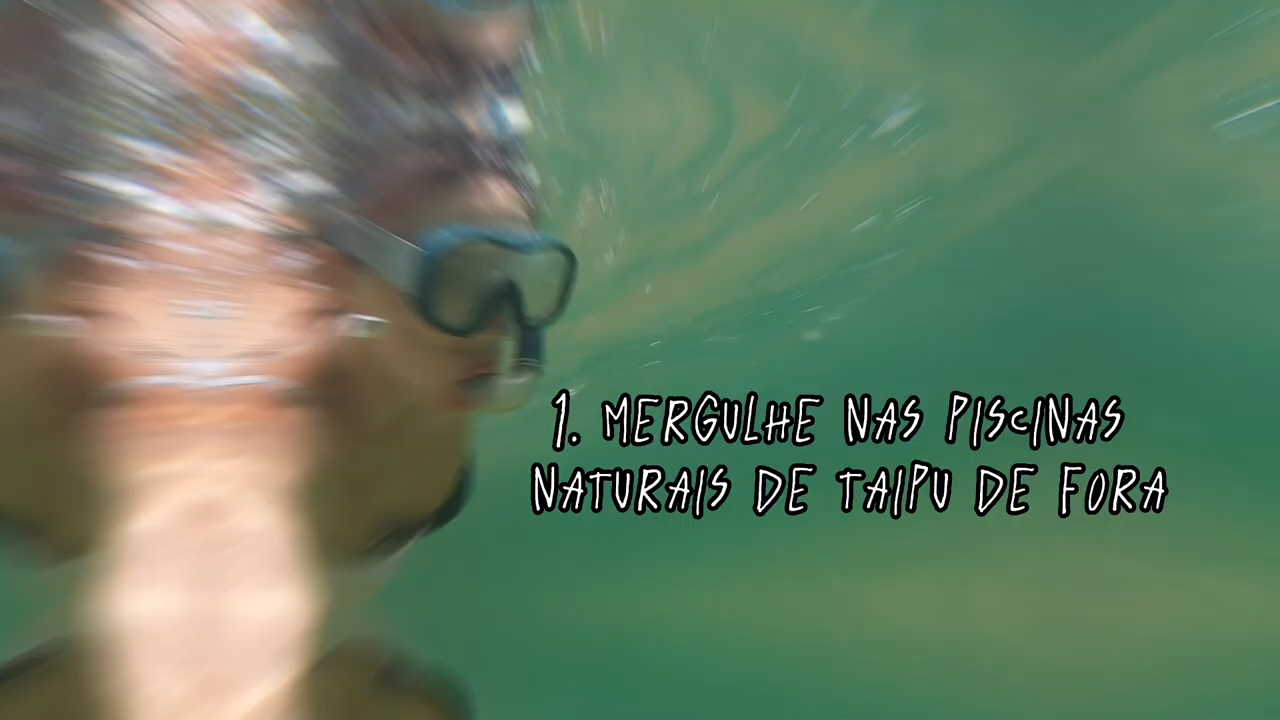 1. MERGULHE NAS PISCINAS
NATURAIS DE TAIPU DE FORA